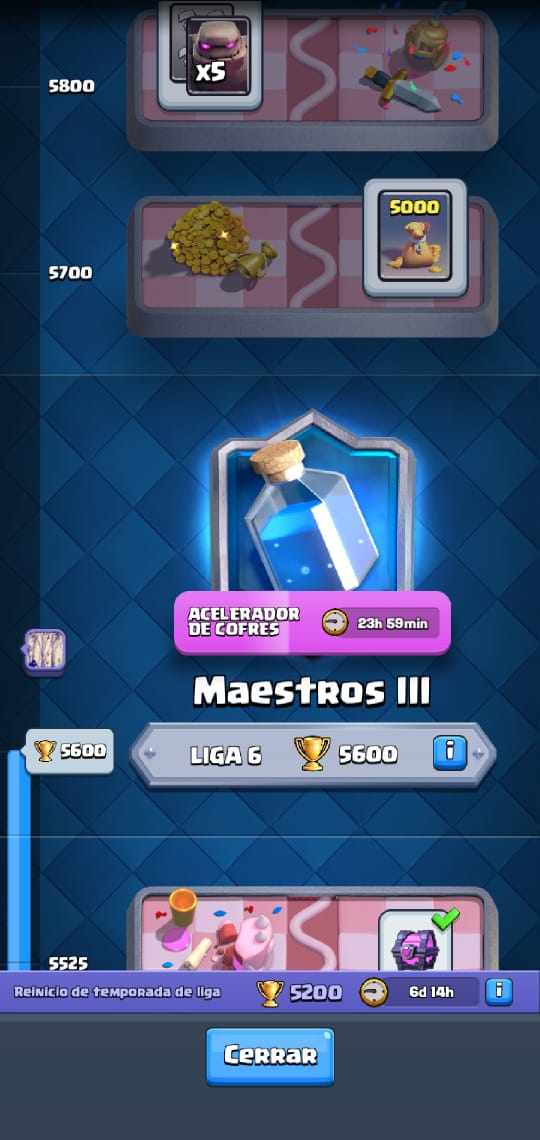 x5
5800
5000
5700
ACELERADOR
DE COFRES
23h 59min
Maestros III
5600
LIGA 6
5600
i
5525
Reinicio de temporada de liga
5200
6d 14h
i
Cerrar